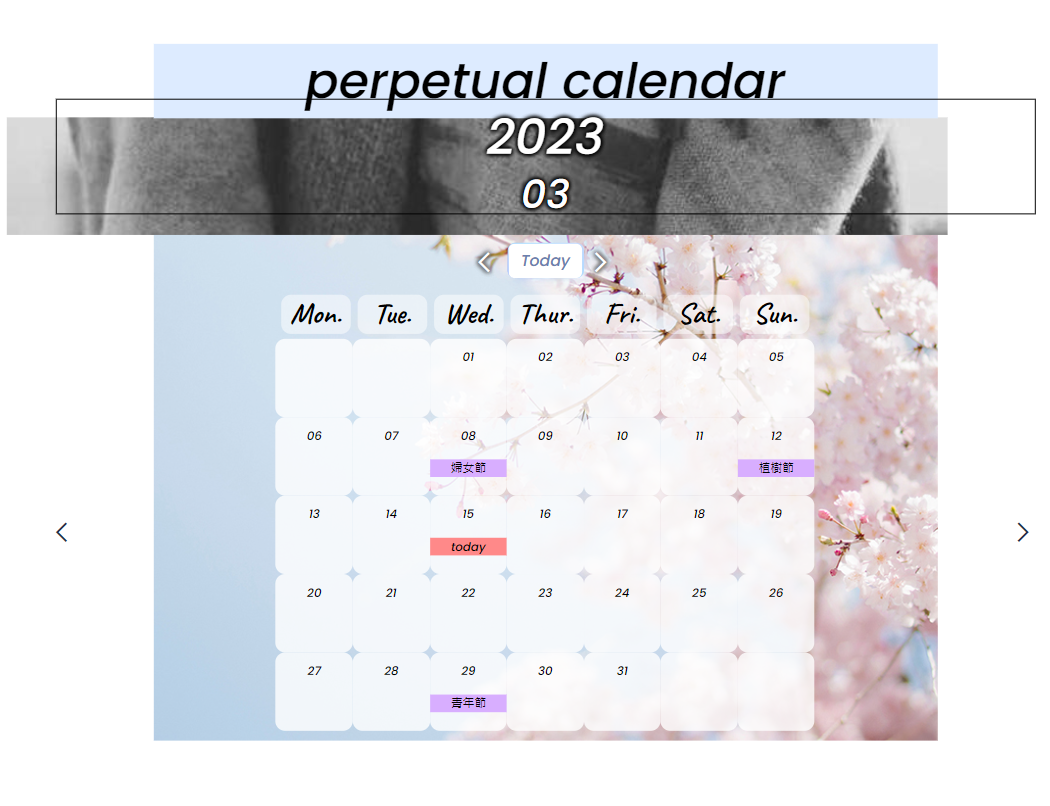 perpetual calendar
2023
03
Today
Mon. Tue. Wed. Thur. Fri. Sat. Sun.
01 02 03 04 05
06 07 08 09 10 11 12
婦女節 植樹節
13 14 15 16 17 18 19
today
20 21 22 23 24 25 26
27 28 29 30 31
青年節